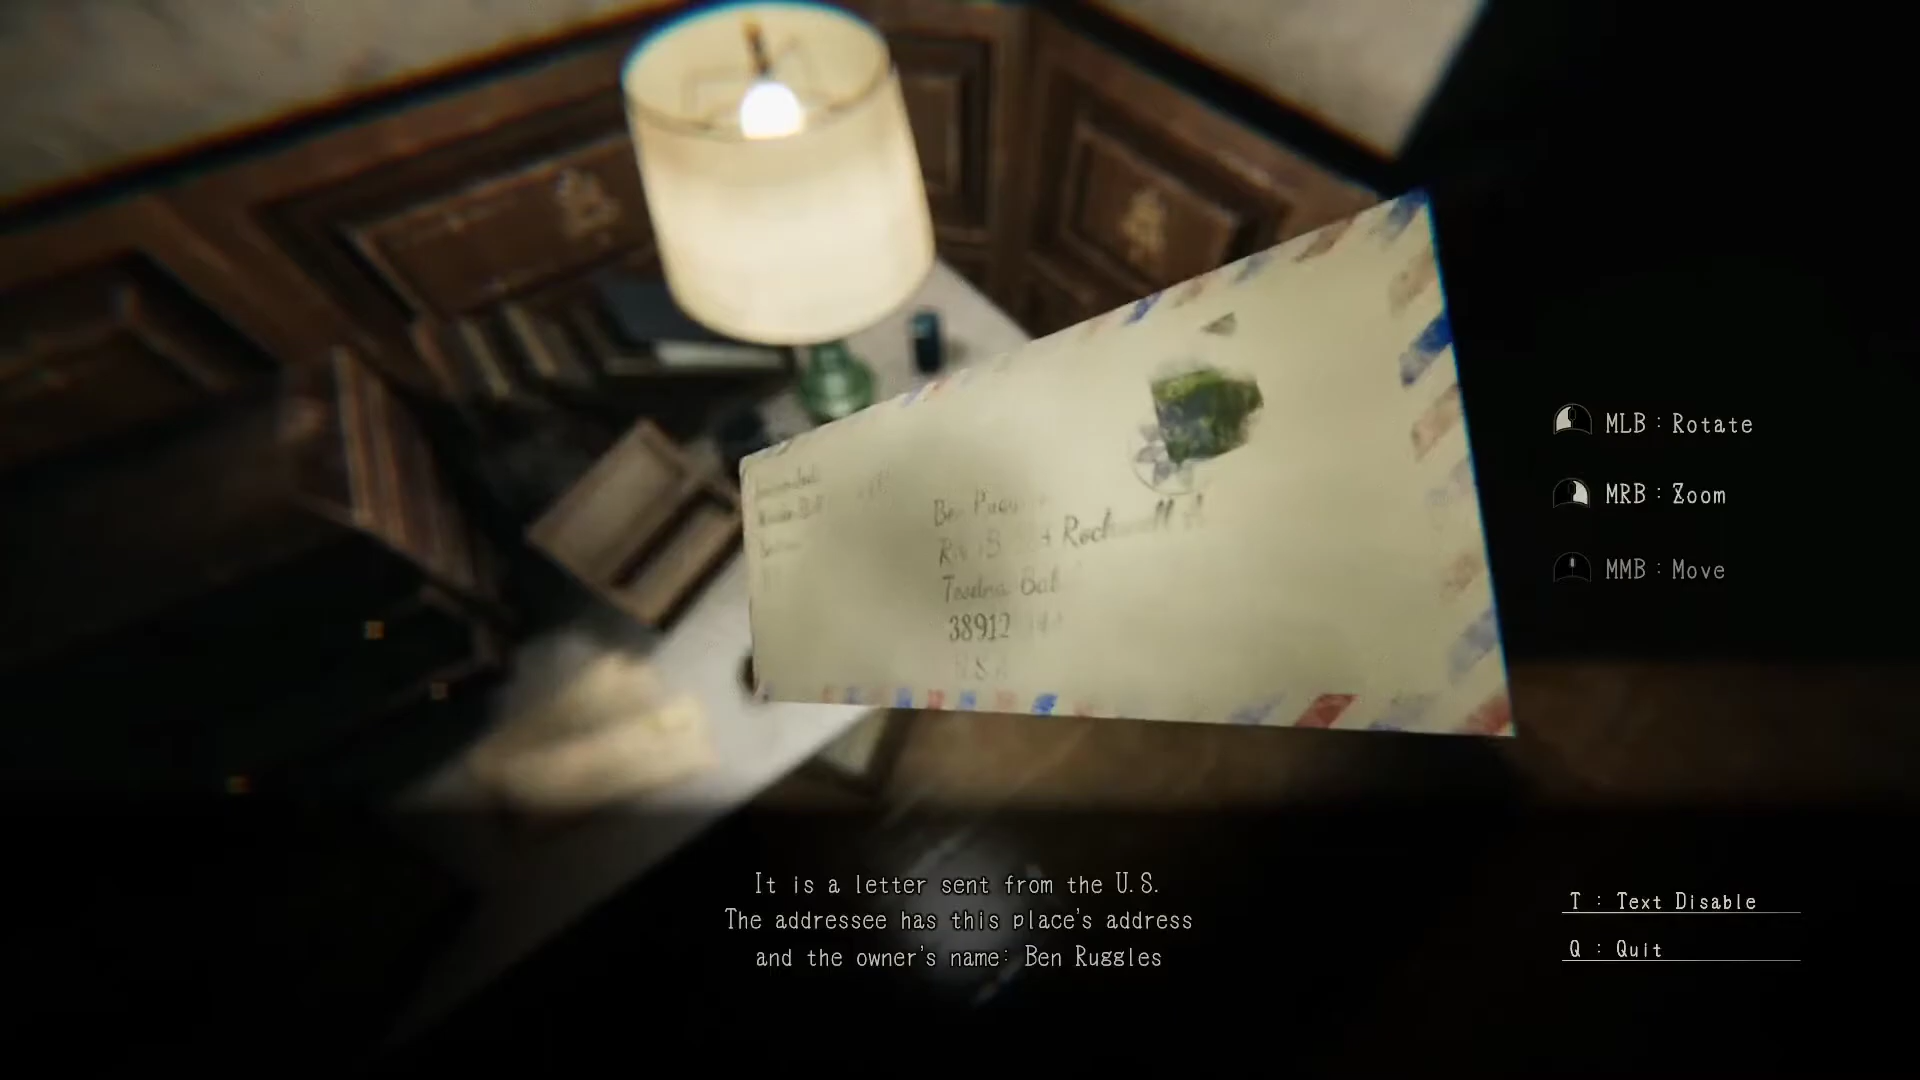 Rockwell
38912
MLB : Rotate
MRB : Zoom
MMB : Move
It is a letter sent from the U.S.
The addressee has this place's address
and the owner's name: Ben Ruggles
T : Text Disable
Q : Quit